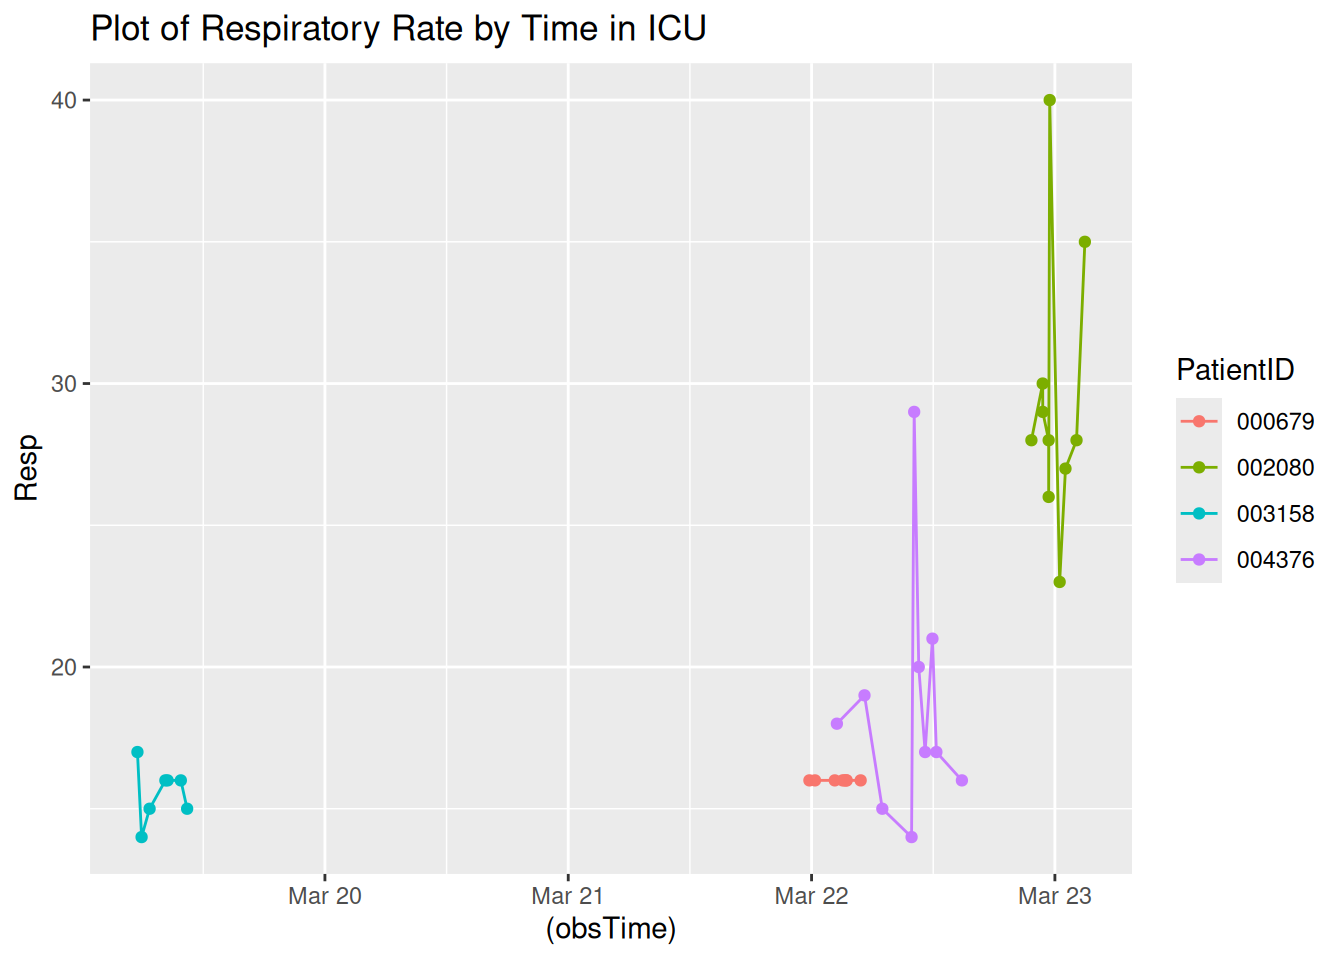 Plot of Respiratory Rate by Time in ICU
40
30
20
Resp
Mar 20
Mar 21
Mar 22
Mar 23
(obsTime)
PatientID
000679
002080
003158
004376